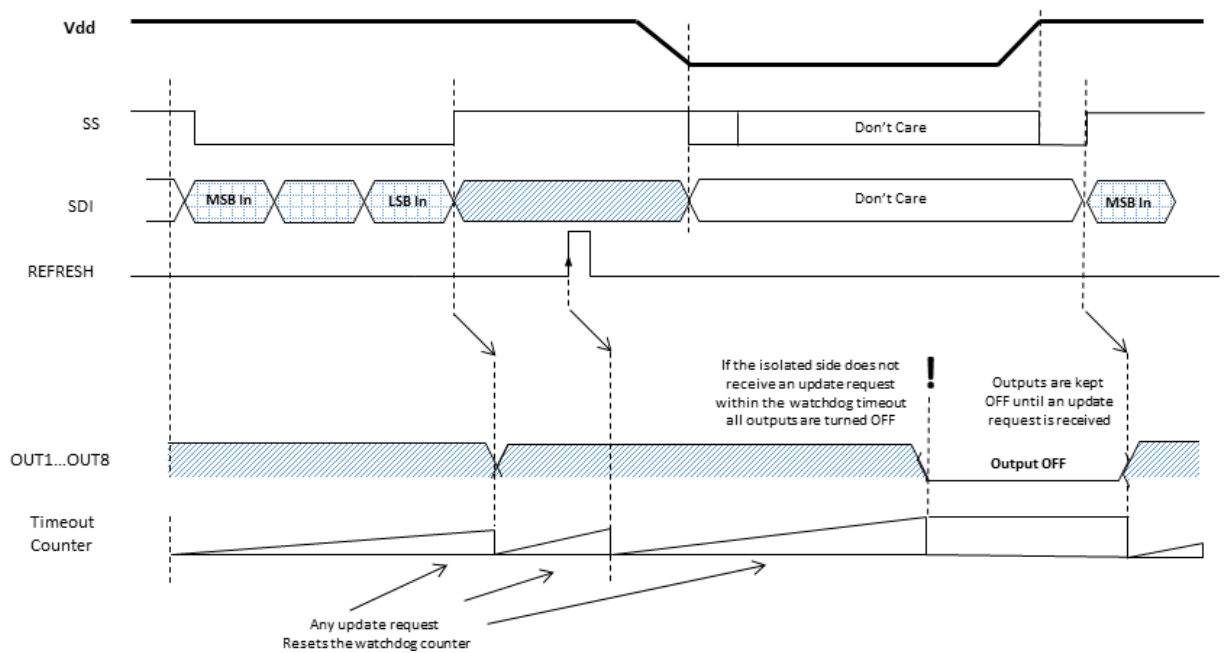 Vdd
SS
Don't Care
SDI
MSB In
LSB In
Don't Care
MSB In
REFRESH
If the isolated side does not
receive an update request
within the watchdog timeout
all outputs are turned OFF
!
Outputs are kept
OFF until an update
request is received
OUT1...OUT8
Output OFF
Timeout
Counter
Any update request
Resets the watchdog counter